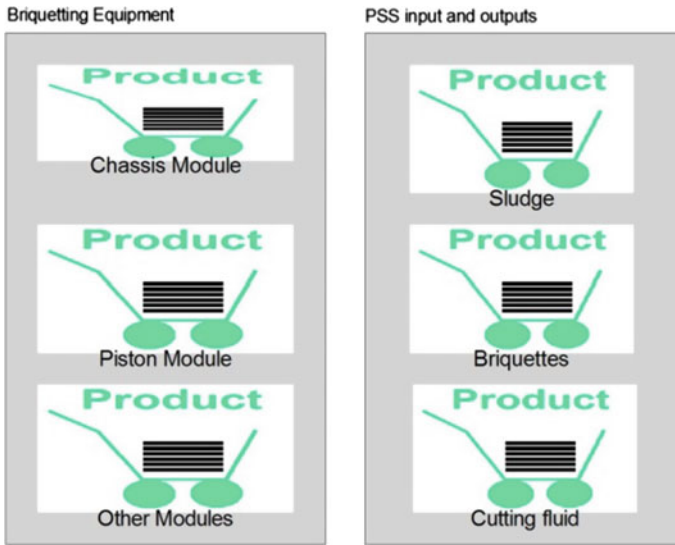 Briquetting Equipment
Product
Chassis Module
Product
Piston Module
Product
Other Modules
PSS input and outputs
Product
Sludge
Product
Briquettes
Product
Cutting fluid